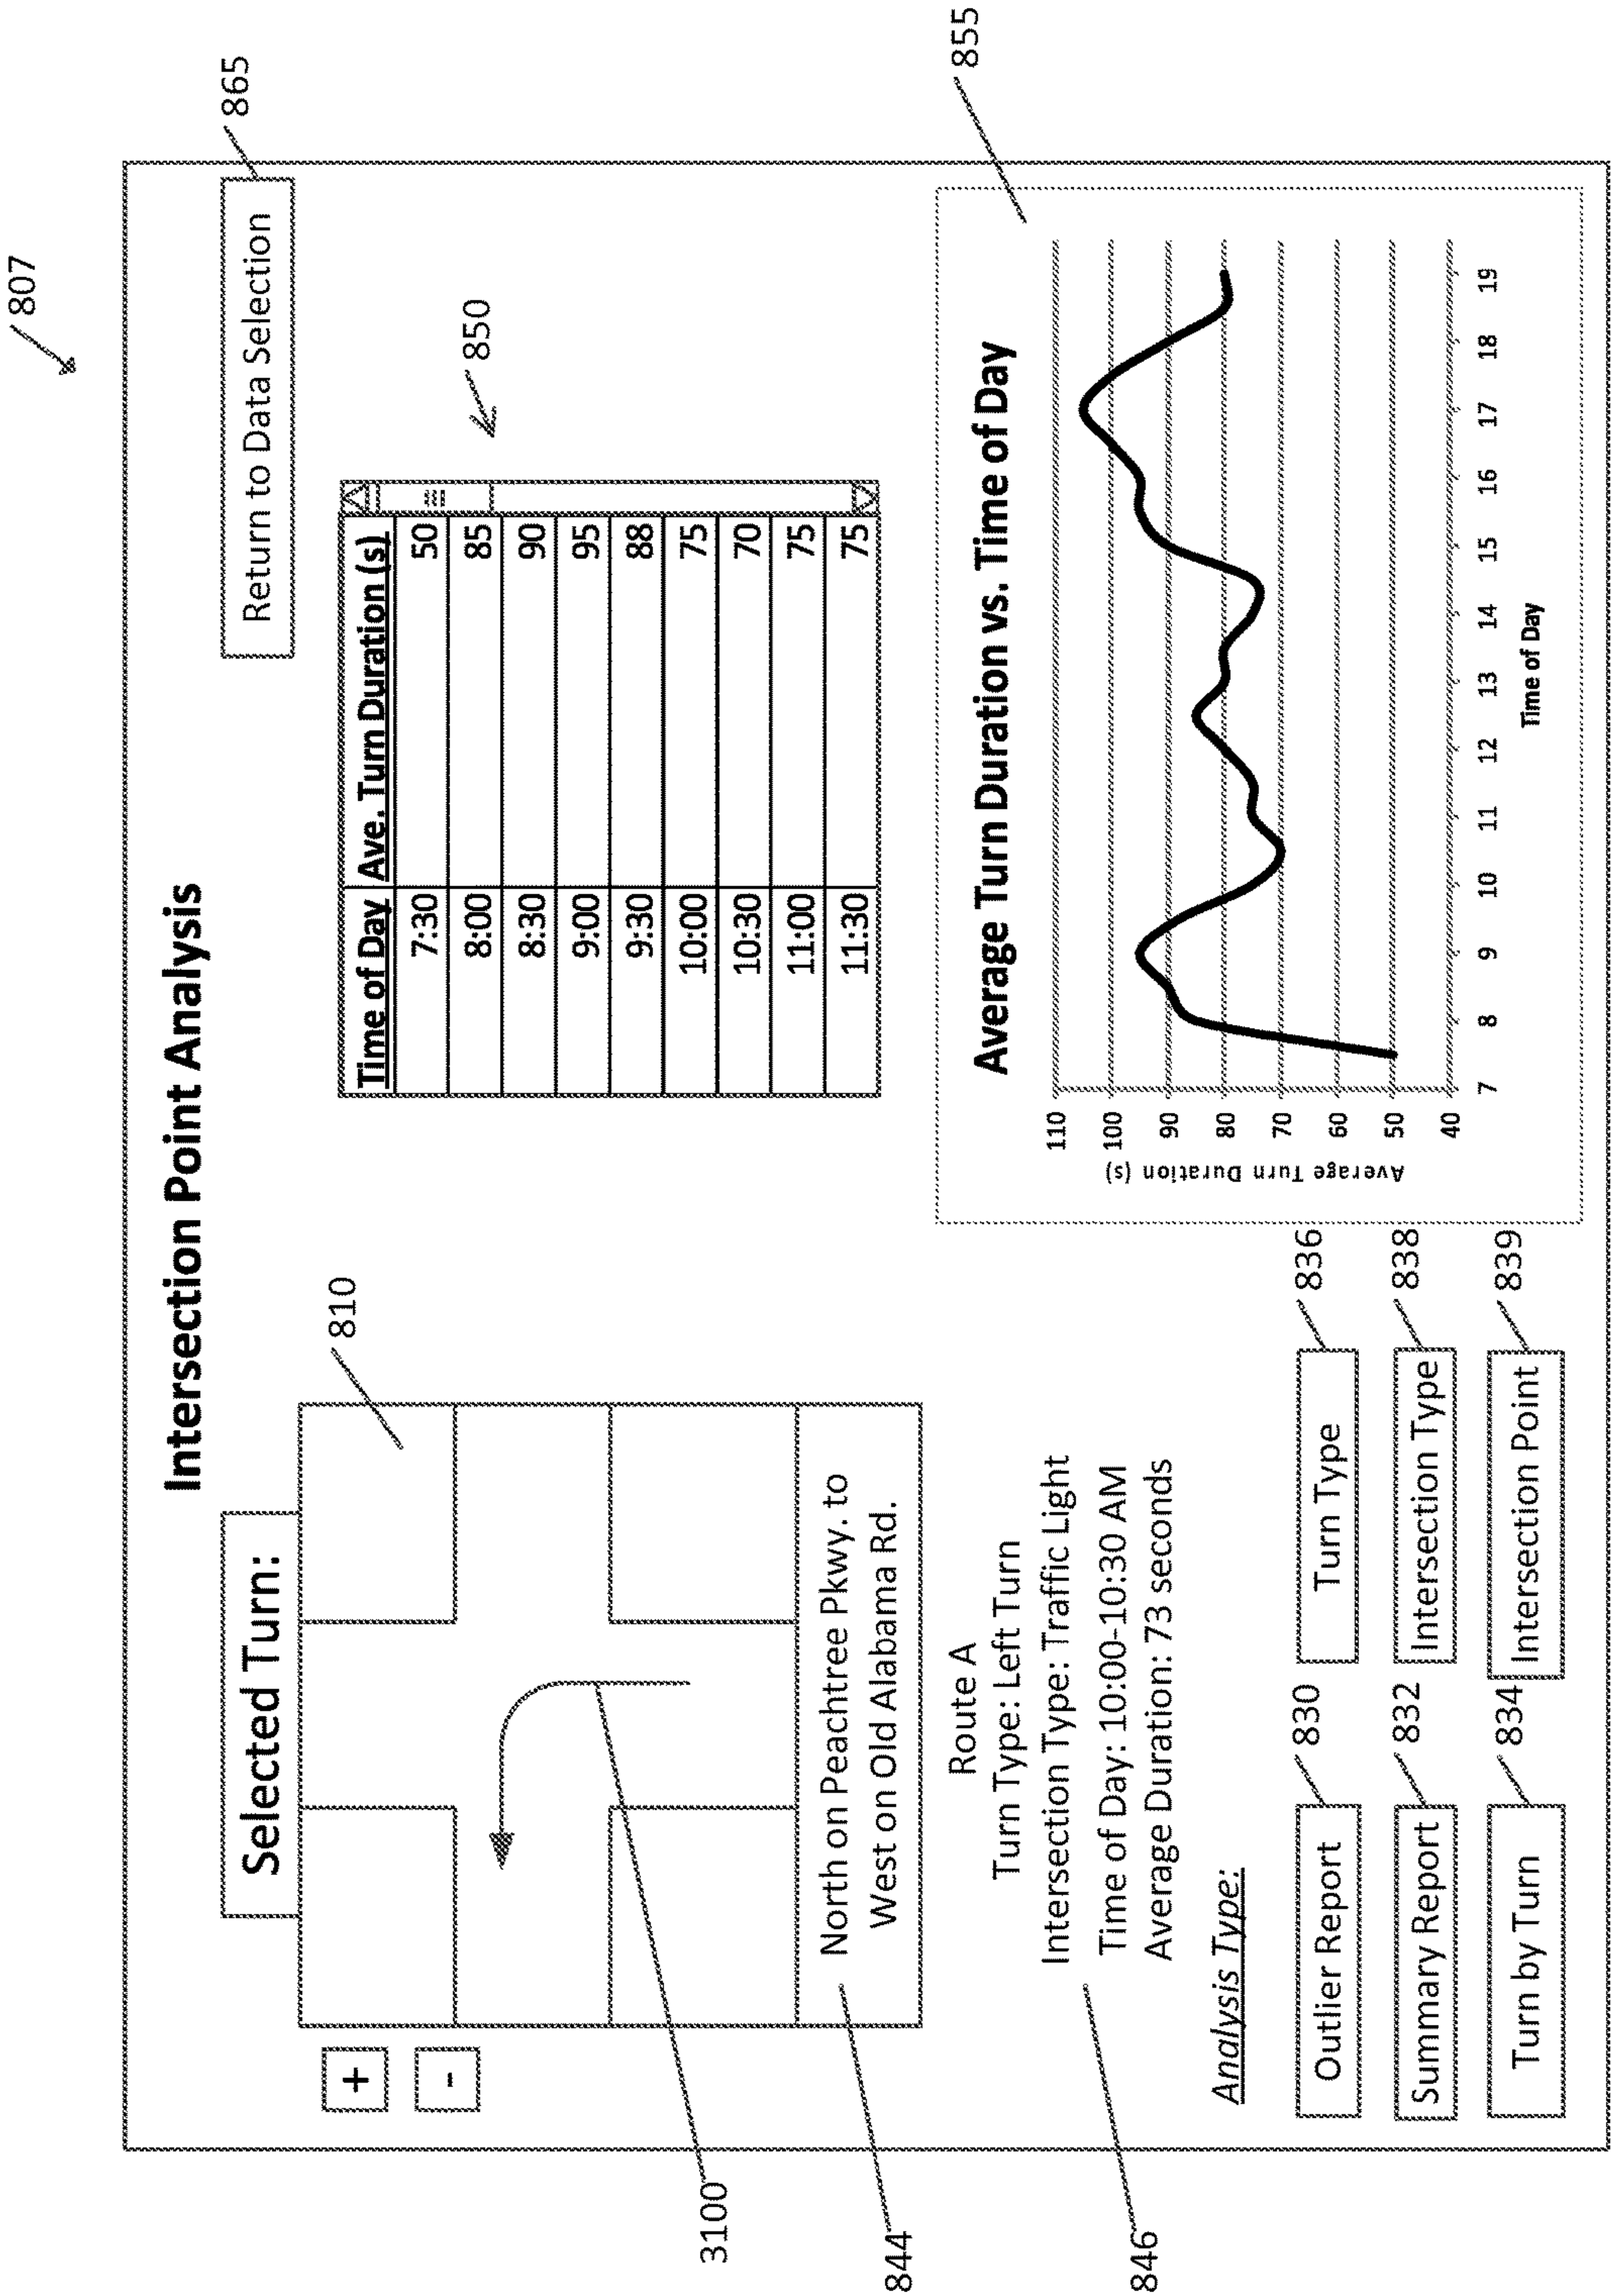 807
Intersection Point Analysis
Return to Data Selection
865
Selected Turn:
810
+
-
3100
North on Peachtree Pkwy. to
West on Old Alabama Rd.
844
Route A
Turn Type: Left Turn
Intersection Type: Traffic Light
Time of Day: 10:00-10:30 AM
Average Duration: 73 seconds
846
Analysis Type:
Outlier Report
830
Turn Type
836
Summary Report
832
Intersection Type
838
Turn by Turn
834
Intersection Point
839
850
Time of Day Ave. Turn Duration (s)
7:30 50
8:00 85
8:30 90
9:00 95
9:30 88
10:00 75
10:30 70
11:00 75
11:30 75
855
Average Turn Duration vs. Time of Day
Average Turn Duration (s)
110
100
90
80
70
60
50
40
7 8 9 10 11 12 13 14 15 16 17 18 19
Time of Day